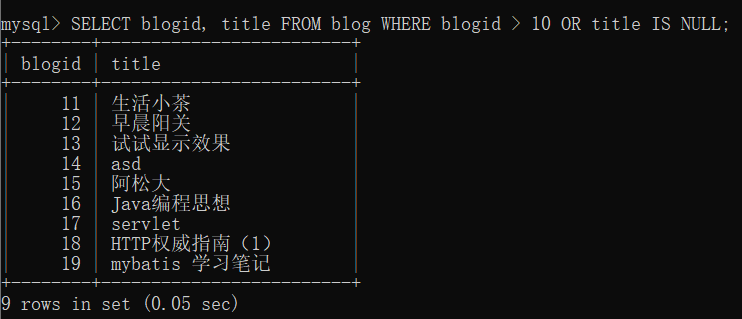 mysql> SELECT blogid, title FROM blog WHERE blogid > 10 OR title IS NULL;
+--------+--------------------------+
| blogid | title                    |
+--------+--------------------------+
|     11 | 生活小茶                 |
|     12 | 早晨阳关                 |
|     13 | 试试显示效果             |
|     14 | asd                      |
|     15 | 阿松大                   |
|     16 | Java编程思想             |
|     17 | servlet                  |
|     18 | HTTP权威指南（1）        |
|     19 | mybatis 学习笔记         |
+--------+--------------------------+
9 rows in set (0.05 sec)